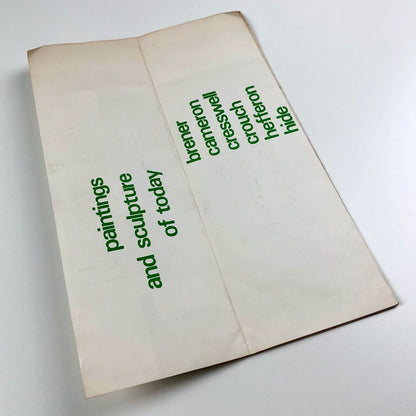 paintings
and sculpture
of today
brener
cameron
cresswell
crouch
hefferon
hide